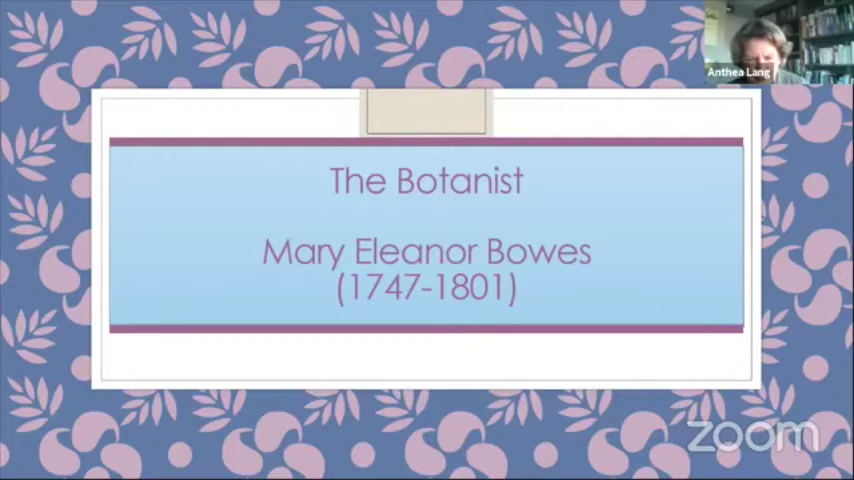 Anthea Lang
The Botanist
Mary Eleanor Bowes
(1747-1801)
zoom